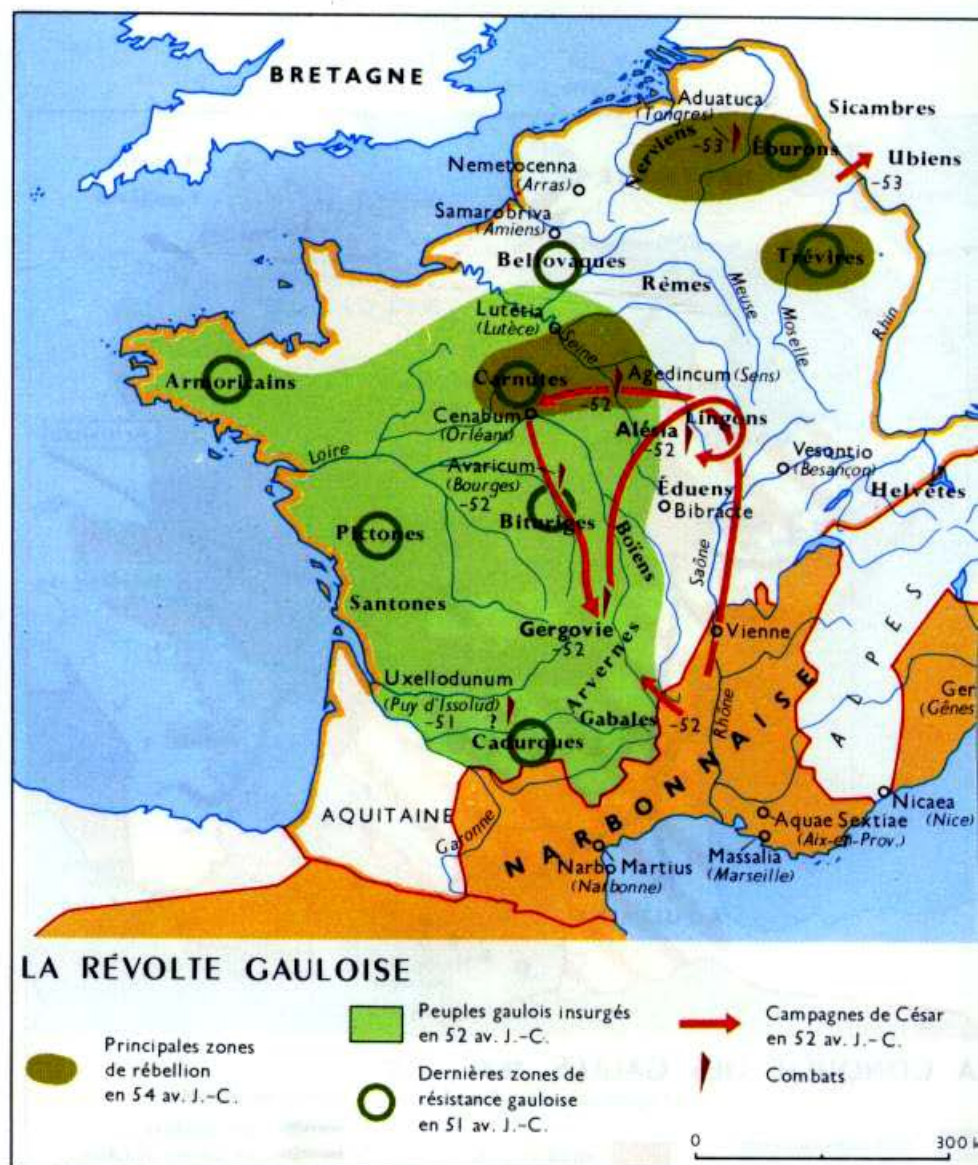 BRETAGNE
Aduatuca
(Tongres)
Sicambres
Nerviens
-53
Éburons
Ubiens
-53
Nemetocenna
(Arras)
Samarobriva
(Amiens)
Bellovaques
Trévires
Rèmes
Meuse
Moselle
Rhin
Lutétia
(Lutèce)
Seine
Armoricains
Carnutes
Agedincum (Sens)
-52
Cenabum
(Orléans)
Lingons
Alésia
-52
Loire
Avaricum
(Bourges)
-52
Vesontio
(Besançon)
Éduens
Bibracte
Helvètes
Bituriges
Pictones
Boïens
Saône
Santones
Gergovie
-52
Vienne
ALPES
Arvernes
Uxellodunum
(Puy d'Issolud)
-51 ?
Gabales
-52
Rhône
Ger
(Gênes
Cadurques
AQUITAINE
Garonne
NARBONNAISE
Nicaea
(Nice)
Aquae Sextiae
(Aix-en-Prov.)
Massalia
(Marseille)
Narbo Martius
(Narbonne)
LA RÉVOLTE GAULOISE
Principales zones
de rébellion
en 54 av. J.-C.
Peuples gaulois insurgés
en 52 av. J.-C.
Dernières zones de
résistance gauloise
en 51 av. J.-C.
Campagnes de César
en 52 av. J.-C.
Combats
0 300 k